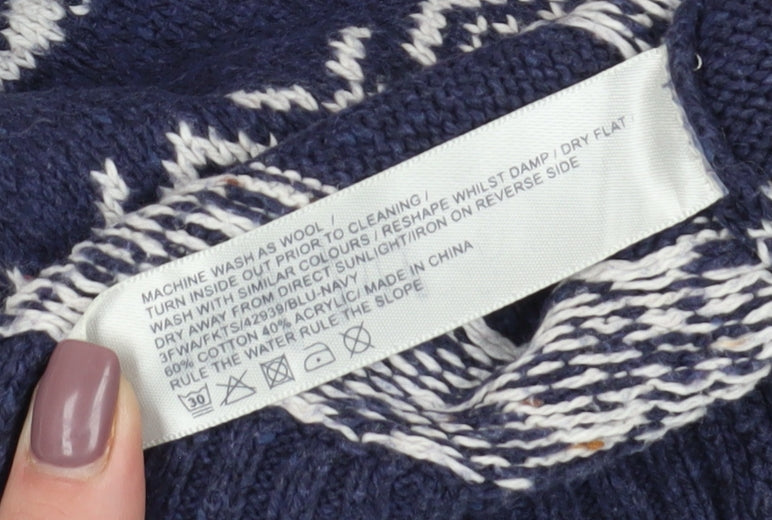 MACHINE WASH AS WOOL /
TURN INSIDE OUT PRIOR TO CLEANING /
WASH WITH SIMILAR COLOURS / RESHAPE WHILST DAMP / DRY FLAT /
DRY AWAY FROM DIRECT SUNLIGHT/IRON ON REVERSE SIDE
3FWA/FKTS/42939/BLU-NAVY
60% COTTON 40% ACRYLIC/ MADE IN CHINA
RULE THE WATER RULE THE SLOPE
30